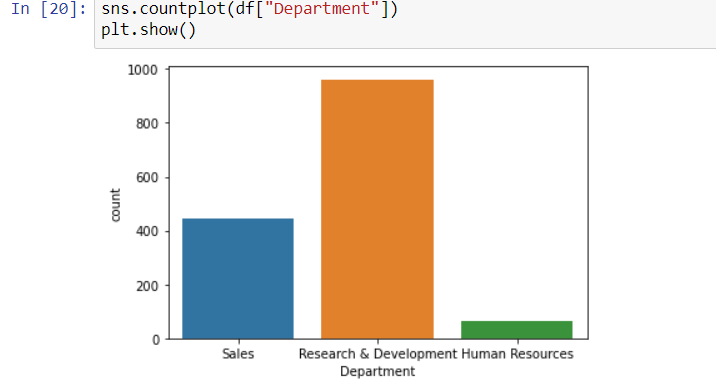 In [20]: sns.countplot(df["Department"])
plt.show()
1000
800
600
400
200
0
count
Sales Research & Development Human Resources
Department